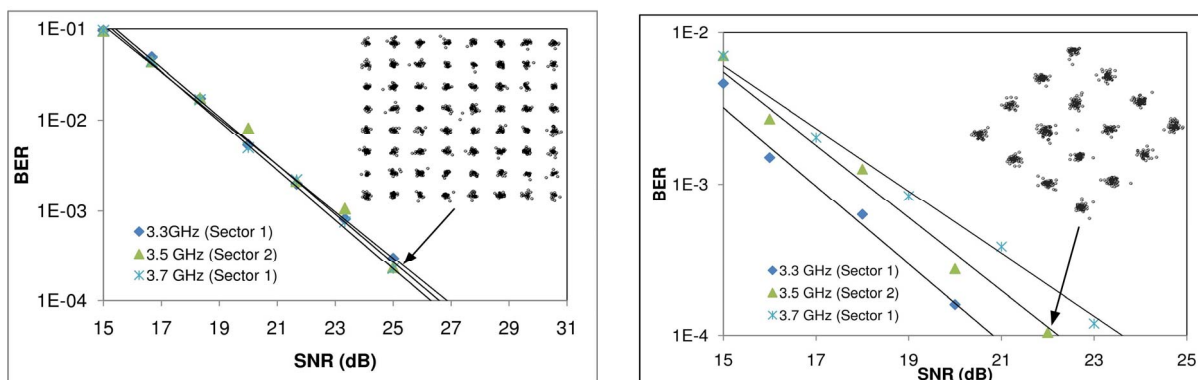 1E-01
1E-02
1E-03
1E-04
BER
3.3GHz (Sector 1)
3.5 GHz (Sector 2)
3.7 GHz (Sector 1)
15 17 19 21 23 25 27 29 31
SNR (dB)
1E-2
1E-3
1E-4
BER
3.3 GHz (Sector 1)
3.5GHz (Sector 2)
3.7 GHz (Sector 1)
15 17 19 21 23 25
SNR (dB)